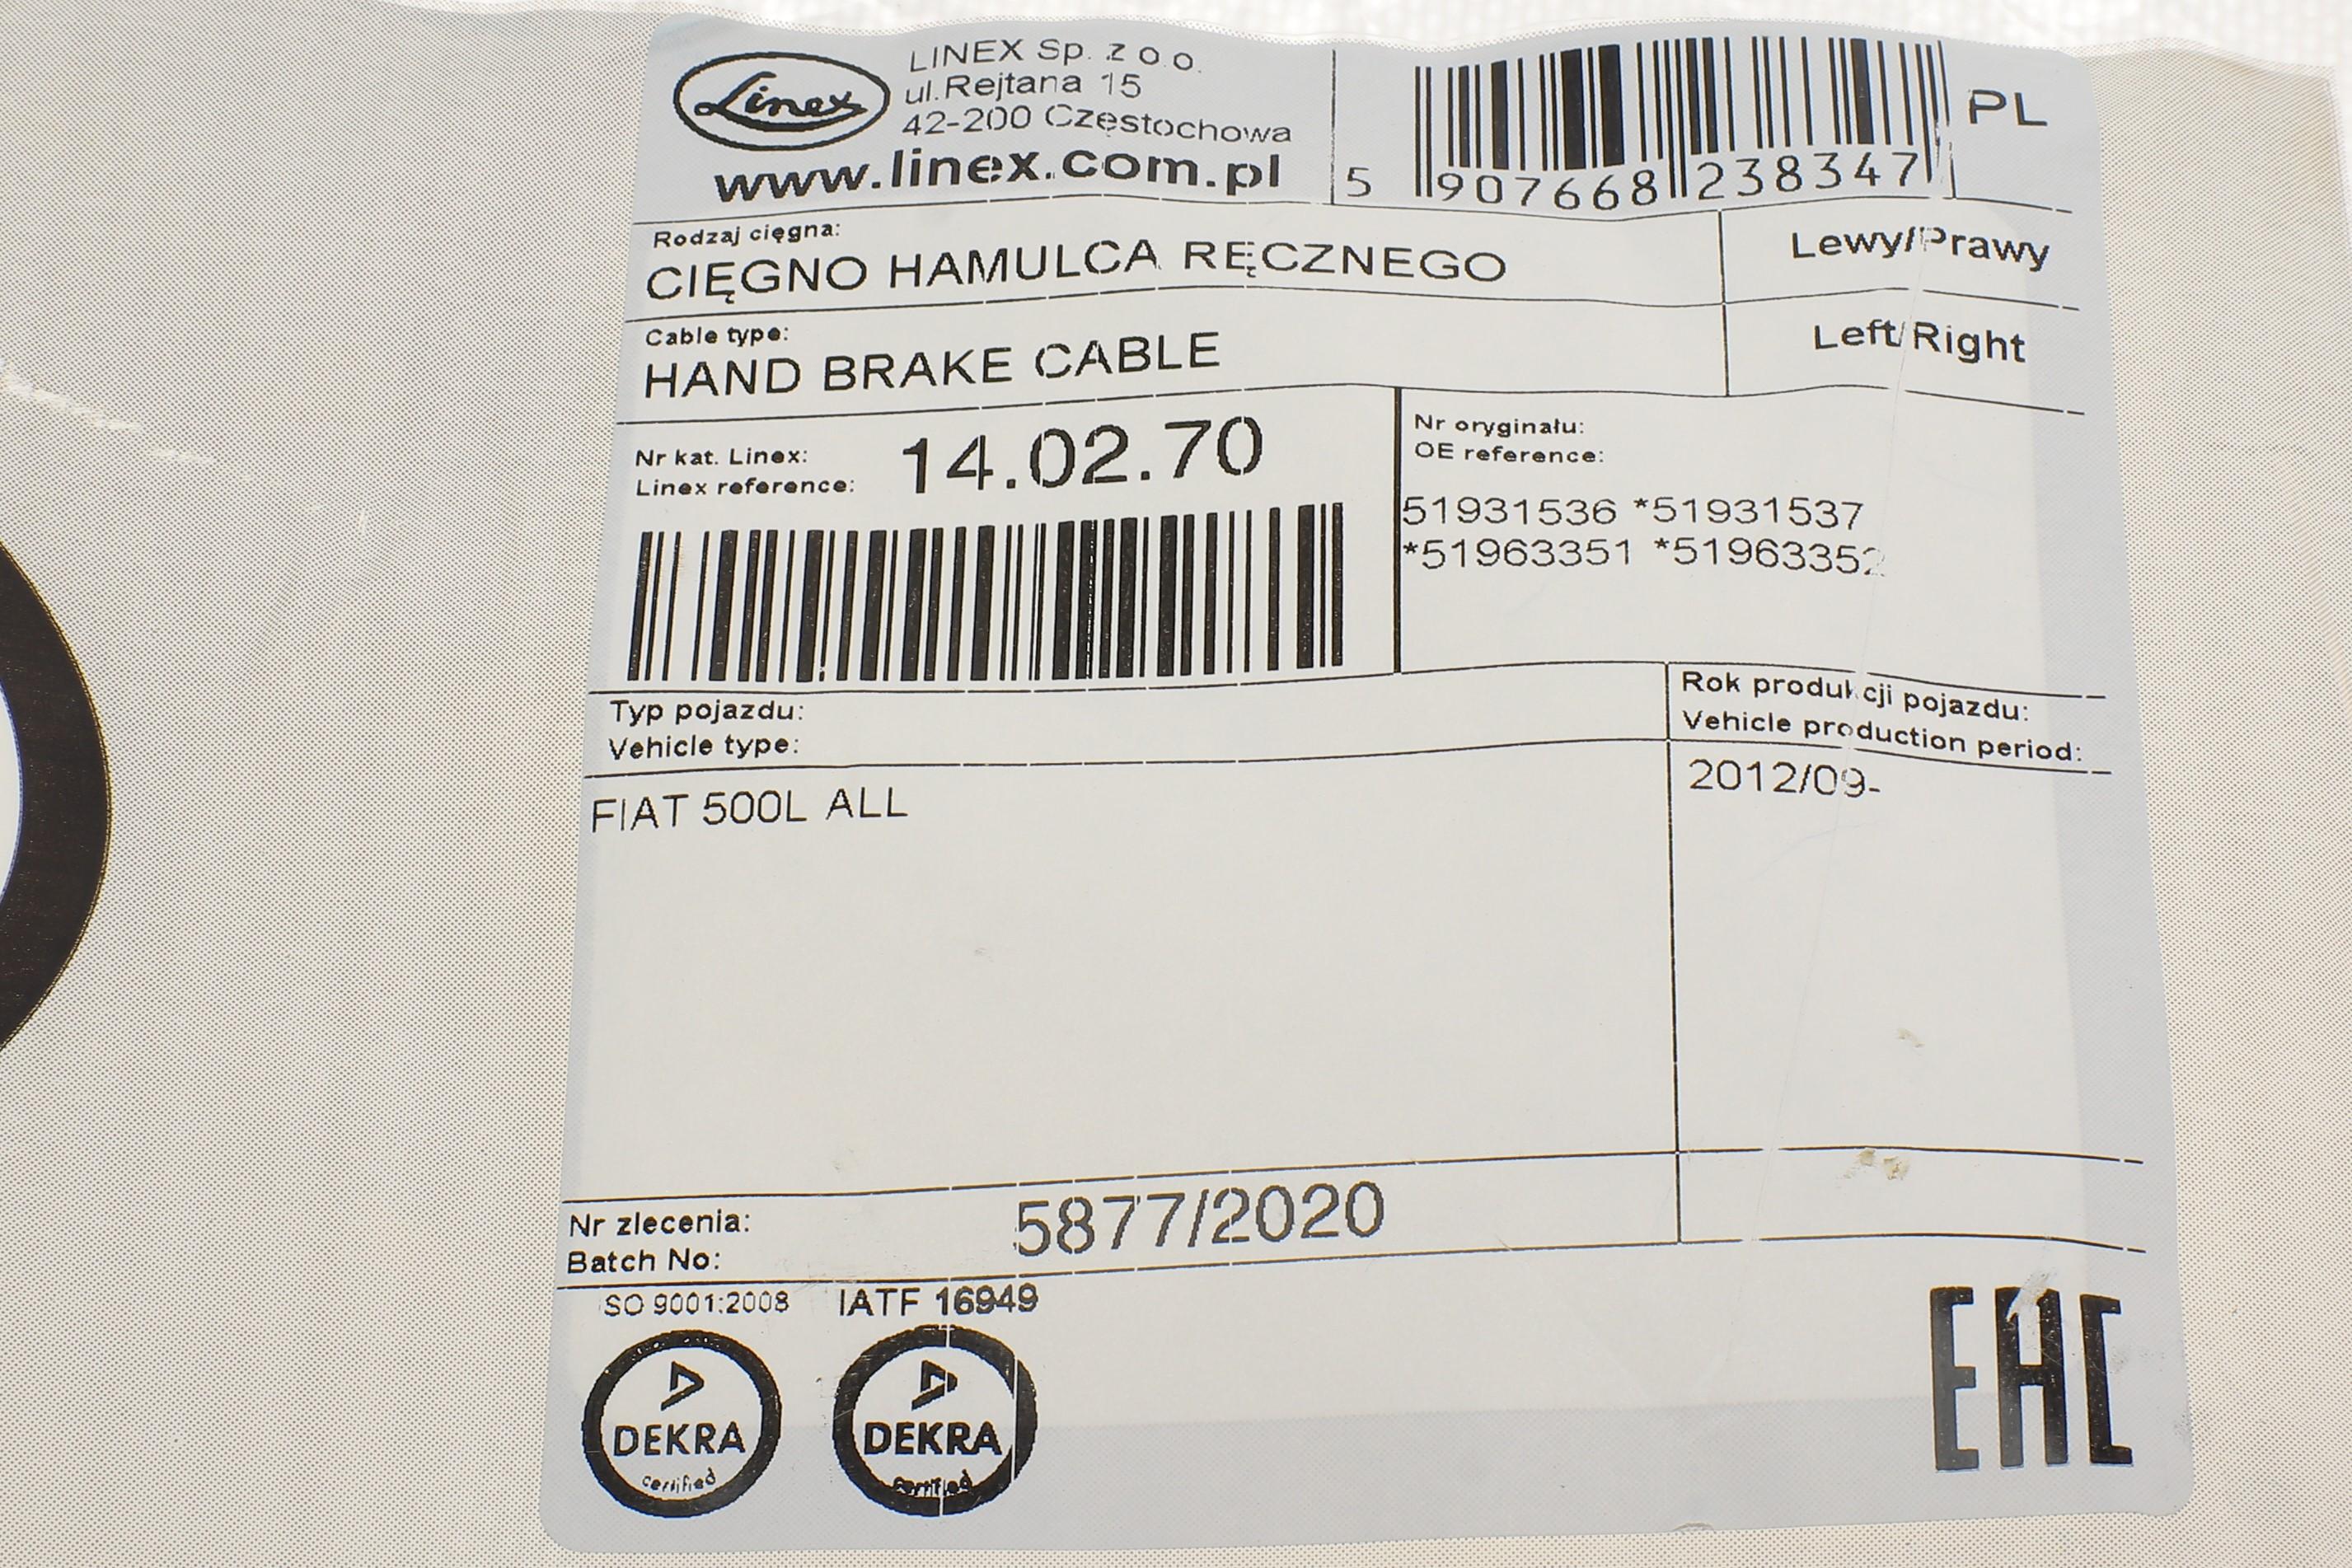 Linex
LINEX Sp. z o.o.
ul.Rejtana 15
42-200 Częstochowa
www.linex.com.pl
5 907668 238347
PL
Rodzaj cięgna:
CIĘGNO HAMULCA RĘCZNEGO
Lewy/Prawy
Cable type:
HAND BRAKE CABLE
Left/Right
Nr kat. Linex:
Linex reference:
14.02.70
Nr oryginału:
OE reference:
51931536 *51931537
*51963351 *51963352
Typ pojazdu:
Vehicle type:
Rok produkcji pojazdu:
Vehicle production period:
FIAT 500L ALL
2012/09-
Nr zlecenia:
Batch No:
5877/2020
ISO 9001:2008
IATF 16949
DEKRA
certified
DEKRA
certified
EAC